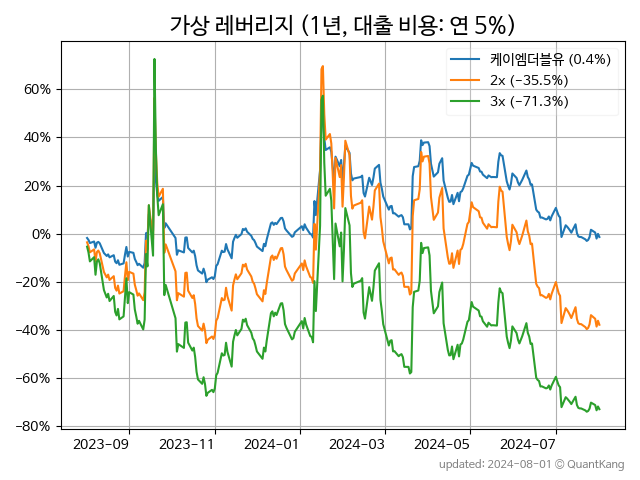 가상 레버리지 (1년, 대출 비용: 연 5%)
케이엠더블유 (0.4%)
2x (−35.5%)
3x (−71.3%)
60%
40%
20%
0%
−20%
−40%
−60%
−80%
2023-09
2023-11
2024-01
2024-03
2024-05
2024-07
updated: 2024-08-01 © QuantKang